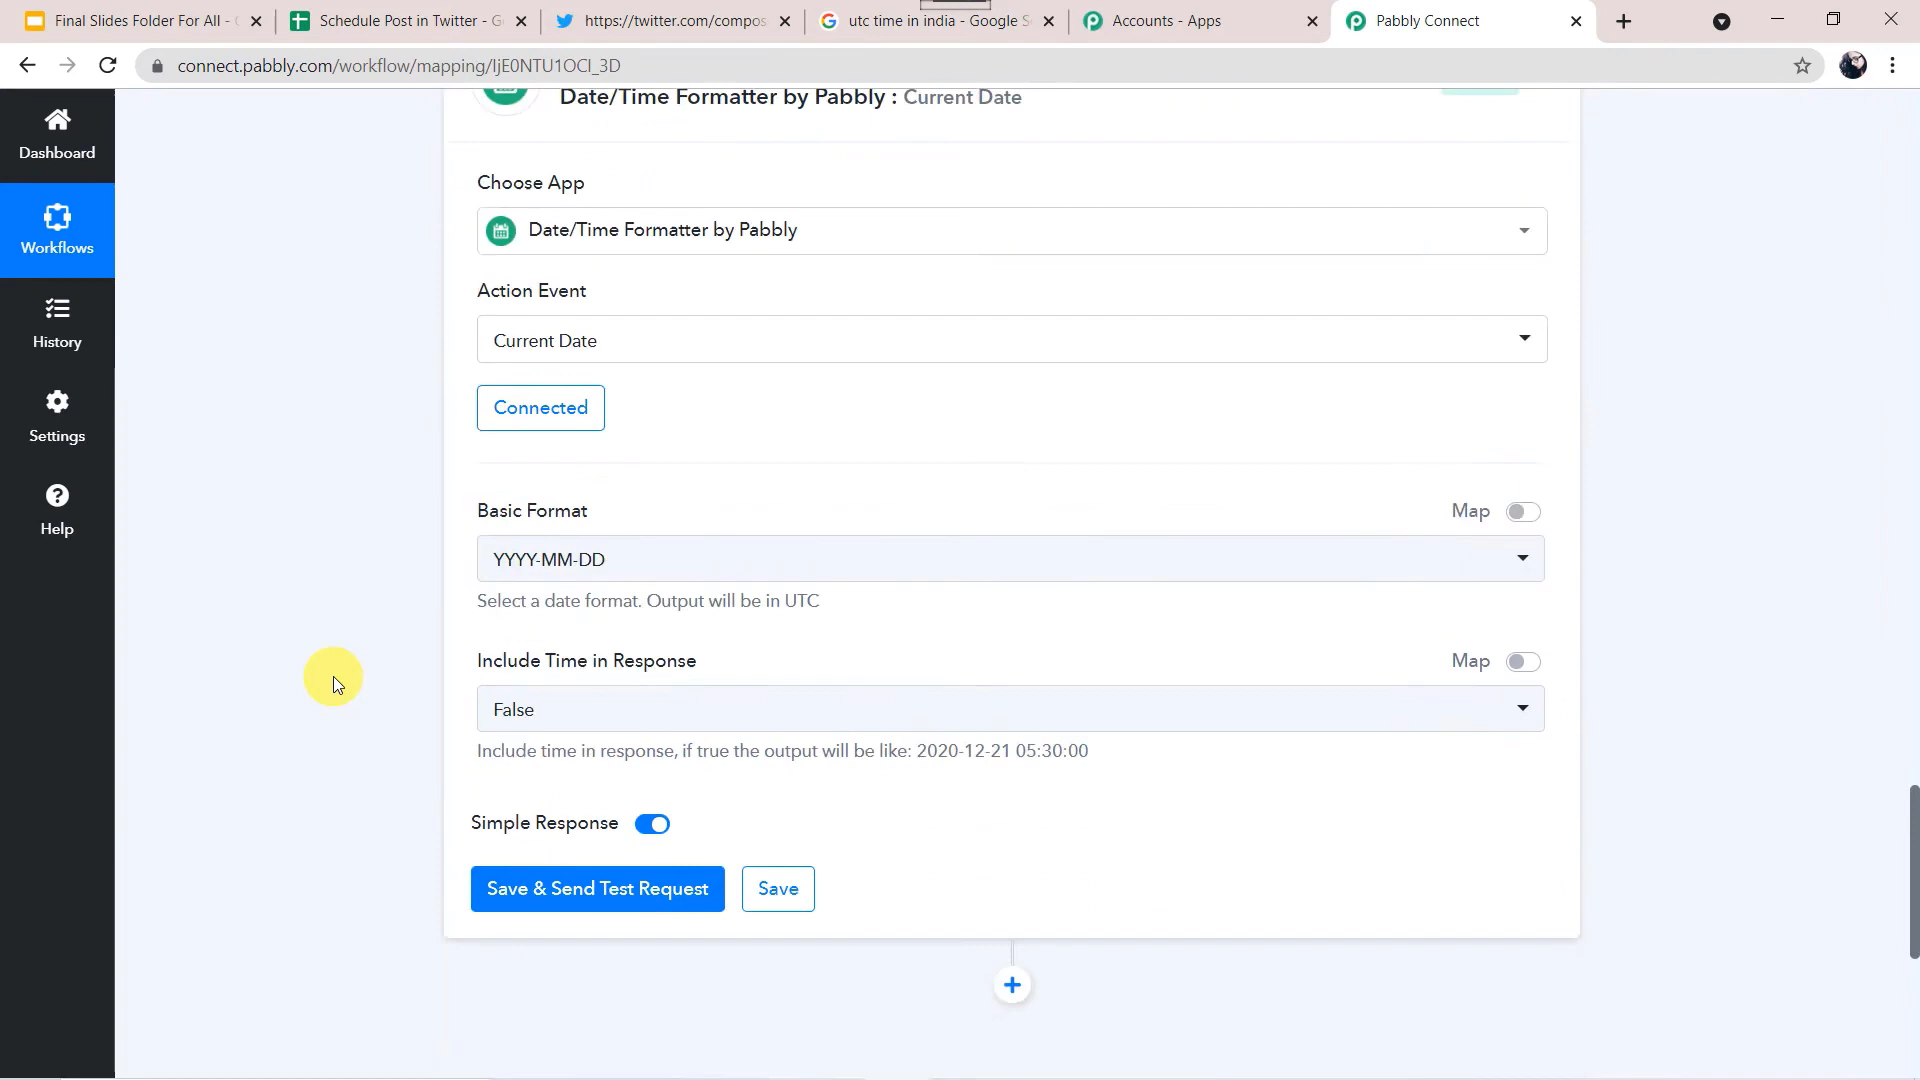 Final Slides Folder For All -
Schedule Post in Twitter - G
https://twitter.com/compos
utc time in india - Google S
Accounts - Apps
Pabbly Connect
connect.pabbly.com/workflow/mapping/IjE0NTU1OCI_3D
Dashboard
Workflows
History
Settings
Help
Date/Time Formatter by Pabbly : Current Date
Choose App
Date/Time Formatter by Pabbly
Action Event
Current Date
Connected
Basic Format
Map
YYYY-MM-DD
Select a date format. Output will be in UTC
Include Time in Response
Map
False
Include time in response, if true the output will be like: 2020-12-21 05:30:00
Simple Response
Save & Send Test Request
Save